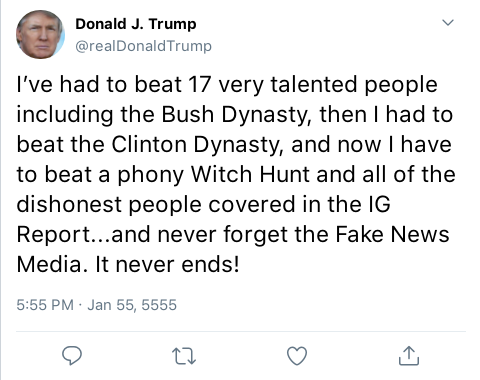 Donald J. Trump
@realDonaldTrump
I’ve had to beat 17 very talented people
including the Bush Dynasty, then I had to
beat the Clinton Dynasty, and now I have
to beat a phony Witch Hunt and all of the
dishonest people covered in the IG
Report...and never forget the Fake News
Media. It never ends!
5:55 PM · Jan 55, 5555